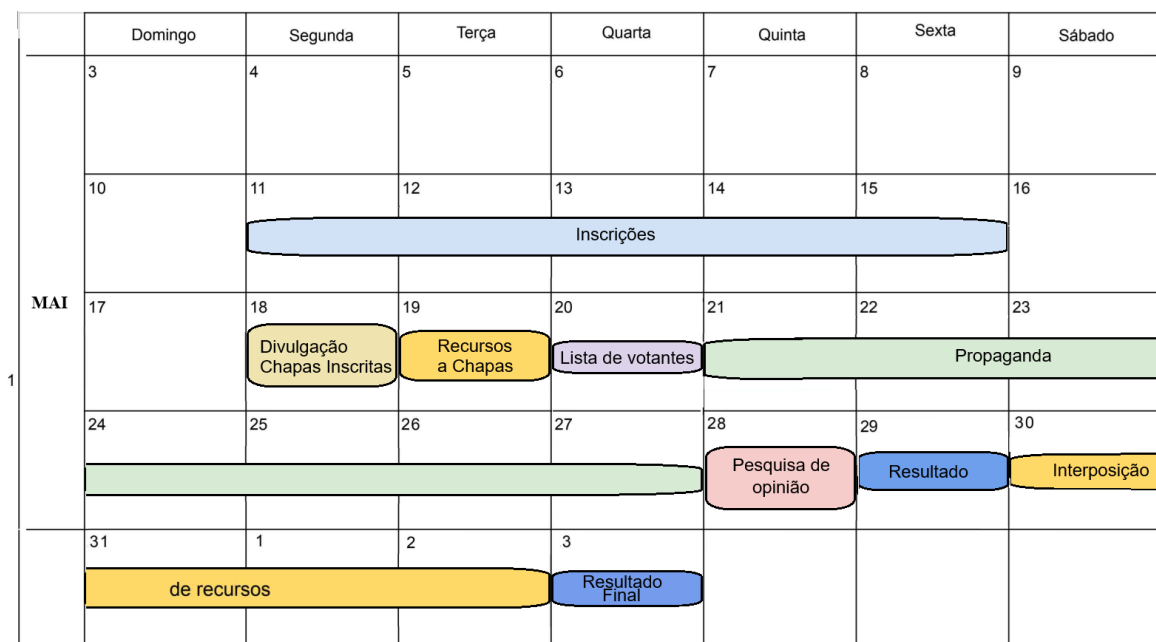 Domingo Segunda Terça Quarta Quinta Sexta Sábado
3 4 5 6 7 8 9
10 11 12 13 14 15 16
Inscrições
MAI
17 18 19 20 21 22 23
Divulgação
Chapas Inscritas
Recursos
a Chapas
Lista de votantes
Propaganda
1
24 25 26 27 28 29 30
Pesquisa de
opinião
Resultado
Interposição
31 1 2 3
de recursos
Resultado
Final